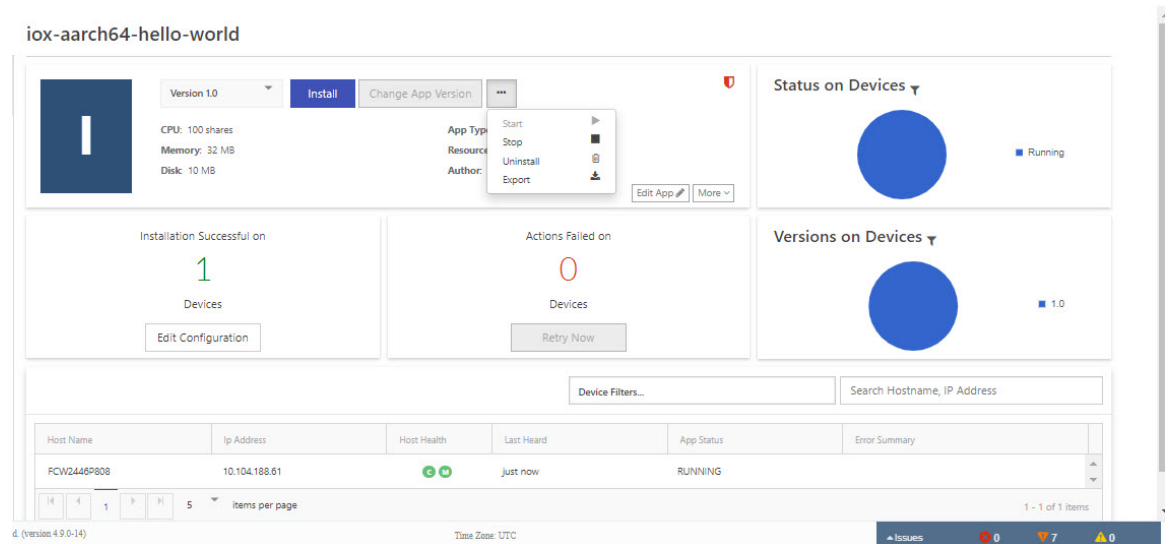 iox-aarch64-hello-world
I
Version 1.0
Install
Change App Version
...
CPU: 100 shares
Memory: 32 MB
Disk: 10 MB
App Typ
Resource
Author:
Start
Stop
Uninstall
Export
Edit App
More
Status on Devices
Running
Installation Successful on
1
Devices
Edit Configuration
Actions Failed on
0
Devices
Retry Now
Versions on Devices
1.0
Device Filters...
Search Hostname, IP Address
Host Name Ip Address Host Health Last Heard App Status Error Summary
FCW2446P808 10.104.188.61 C M just now RUNNING
1 5 items per page 1 - 1 of 1 items
d. (version 4.9.0-14) Time Zone: UTC Issues 0 7 0